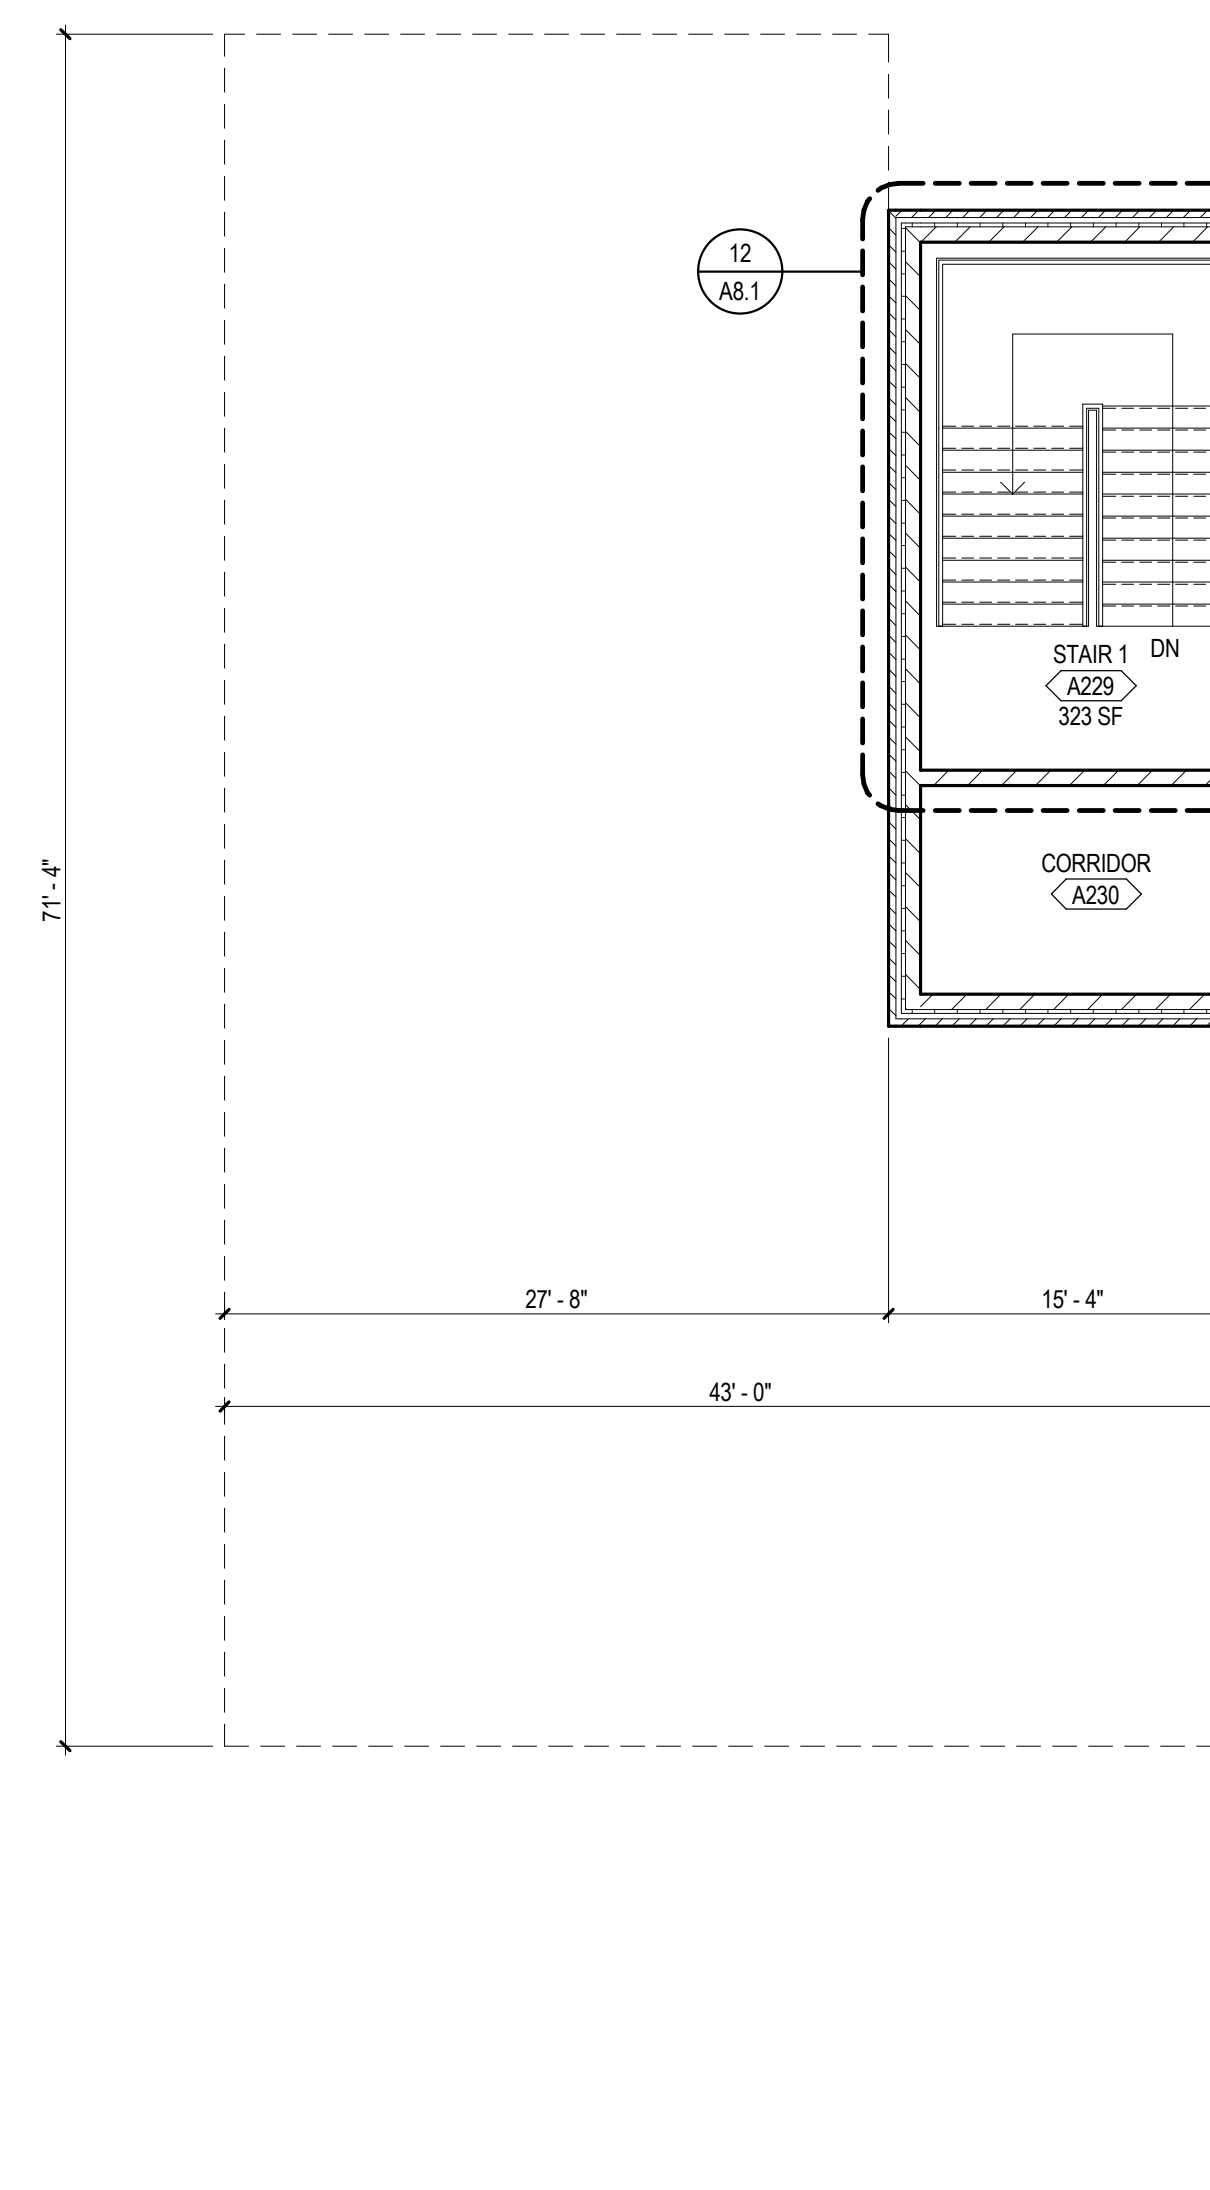 12
A8.1
STAIR 1
DN
A229
323 SF
CORRIDOR
A230
71' - 4"
27' - 8"
15' - 4"
43' - 0"